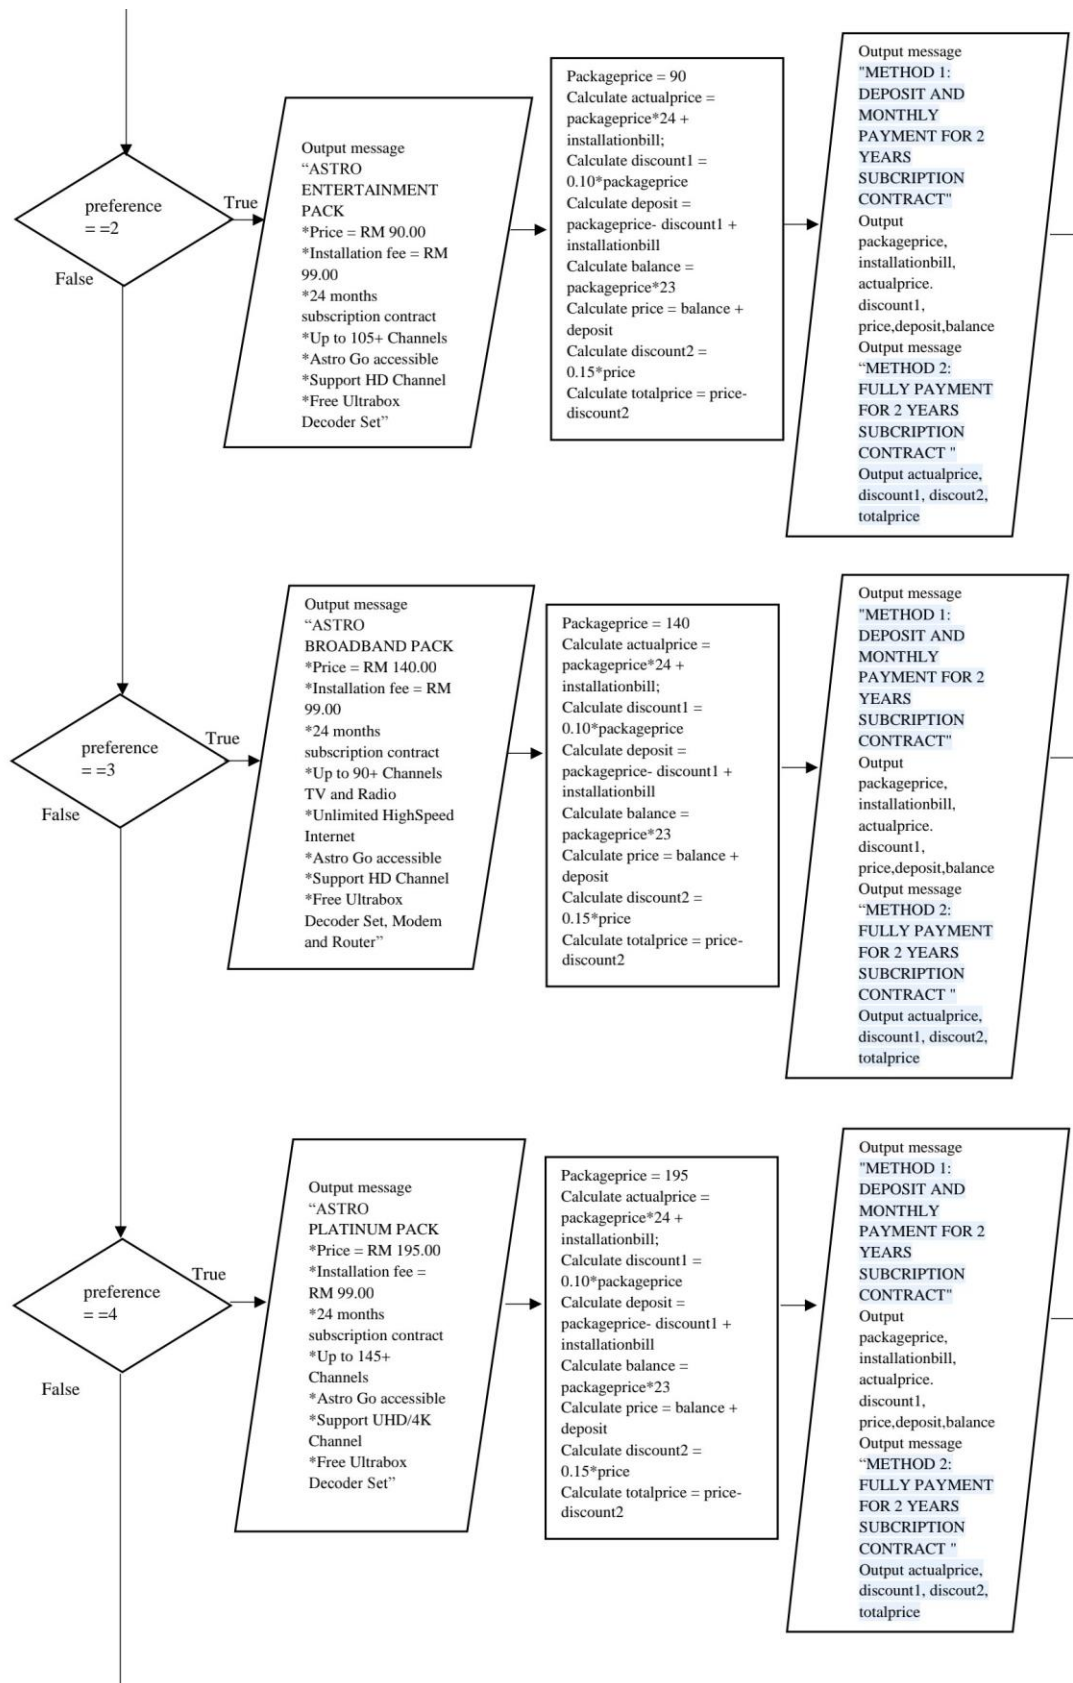 preference
= =2
True
False
Output message
“ASTRO
ENTERTAINMENT
PACK
*Price = RM 90.00
*Installation fee = RM
99.00
*24 months
subscription contract
*Up to 105+ Channels
*Astro Go accessible
*Support HD Channel
*Free Ultrabox
Decoder Set”
Packageprice = 90
Calculate actualprice =
packageprice*24 +
installationbill;
Calculate discount1 =
0.10*packageprice
Calculate deposit =
packageprice- discount1 +
installationbill
Calculate balance =
packageprice*23
Calculate price = balance +
deposit
Calculate discount2 =
0.15*price
Calculate totalprice = price-
discount2
Output message
"METHOD 1:
DEPOSIT AND
MONTHLY
PAYMENT FOR 2
YEARS
SUBCRIPTION
CONTRACT"
Output
packageprice,
installationbill,
actualprice.
discount1,
price,deposit,balance
Output message
“METHOD 2:
FULLY PAYMENT
FOR 2 YEARS
SUBCRIPTION
CONTRACT "
Output actualprice,
discount1, discout2,
totalprice
preference
= =3
True
False
Output message
“ASTRO
BROADBAND PACK
*Price = RM 140.00
*Installation fee = RM
99.00
*24 months
subscription contract
*Up to 90+ Channels
TV and Radio
*Unlimited HighSpeed
Internet
*Astro Go accessible
*Support HD Channel
*Free Ultrabox
Decoder Set, Modem
and Router”
Packageprice = 140
Calculate actualprice =
packageprice*24 +
installationbill;
Calculate discount1 =
0.10*packageprice
Calculate deposit =
packageprice- discount1 +
installationbill
Calculate balance =
packageprice*23
Calculate price = balance +
deposit
Calculate discount2 =
0.15*price
Calculate totalprice = price-
discount2
Output message
"METHOD 1:
DEPOSIT AND
MONTHLY
PAYMENT FOR 2
YEARS
SUBCRIPTION
CONTRACT"
Output
packageprice,
installationbill,
actualprice.
discount1,
price,deposit,balance
Output message
“METHOD 2:
FULLY PAYMENT
FOR 2 YEARS
SUBCRIPTION
CONTRACT "
Output actualprice,
discount1, discout2,
totalprice
preference
= =4
True
False
Output message
“ASTRO
PLATINUM PACK
*Price = RM 195.00
*Installation fee =
RM 99.00
*24 months
subscription contract
*Up to 145+
Channels
*Astro Go accessible
*Support UHD/4K
Channel
*Free Ultrabox
Decoder Set”
Packageprice = 195
Calculate actualprice =
packageprice*24 +
installationbill;
Calculate discount1 =
0.10*packageprice
Calculate deposit =
packageprice- discount1 +
installationbill
Calculate balance =
packageprice*23
Calculate price = balance +
deposit
Calculate discount2 =
0.15*price
Calculate totalprice = price-
discount2
Output message
"METHOD 1:
DEPOSIT AND
MONTHLY
PAYMENT FOR 2
YEARS
SUBCRIPTION
CONTRACT"
Output
packageprice,
installationbill,
actualprice.
discount1,
price,deposit,balance
Output message
“METHOD 2:
FULLY PAYMENT
FOR 2 YEARS
SUBCRIPTION
CONTRACT "
Output actualprice,
discount1, discout2,
totalprice